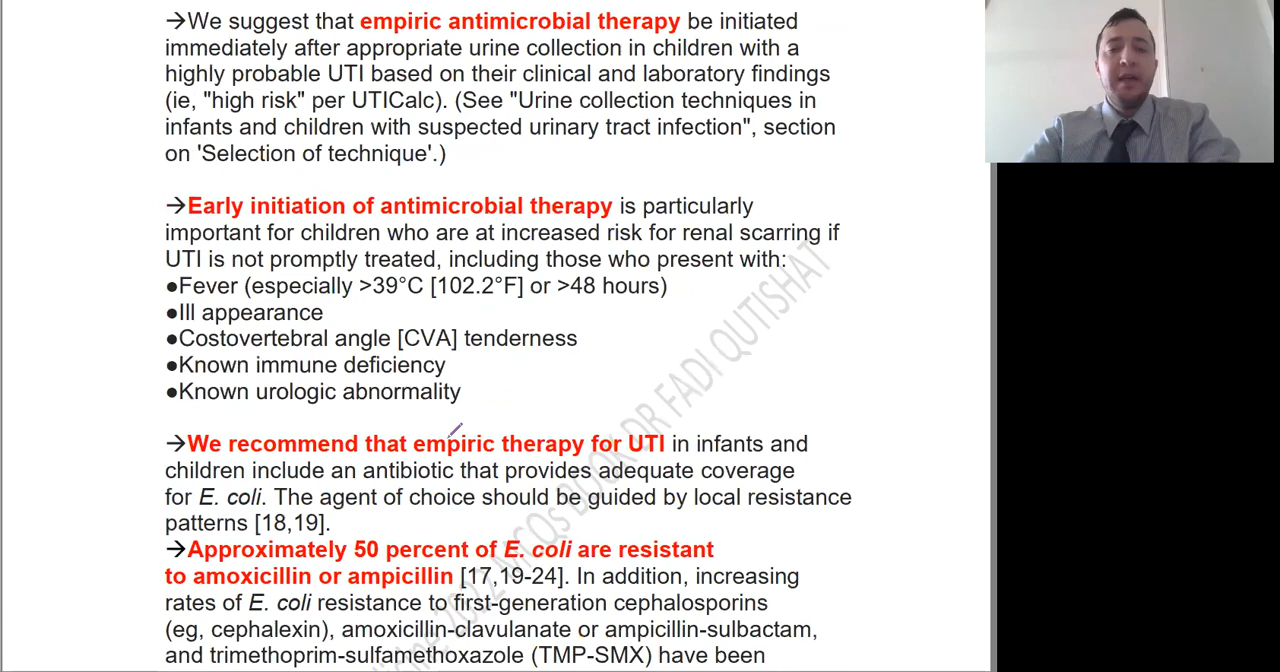 →We suggest that empiric antimicrobial therapy be initiated
immediately after appropriate urine collection in children with a
highly probable UTI based on their clinical and laboratory findings
(ie, "high risk" per UTICalc). (See "Urine collection techniques in
infants and children with suspected urinary tract infection", section
on 'Selection of technique'.)
→Early initiation of antimicrobial therapy is particularly
important for children who are at increased risk for renal scarring if
UTI is not promptly treated, including those who present with:
●Fever (especially >39°C [102.2°F] or >48 hours)
●Ill appearance
●Costovertebral angle [CVA] tenderness
●Known immune deficiency
●Known urologic abnormality
→We recommend that empiric therapy for UTI in infants and
children include an antibiotic that provides adequate coverage
for E. coli. The agent of choice should be guided by local resistance
patterns [18,19].
→Approximately 50 percent of E. coli are resistant
to amoxicillin or ampicillin [17,19-24]. In addition, increasing
rates of E. coli resistance to first-generation cephalosporins
(eg, cephalexin), amoxicillin-clavulanate or ampicillin-sulbactam,
and trimethoprim-sulfamethoxazole (TMP-SMX) have been
2022 MCQs BOOK DR FADI QUTISHAT